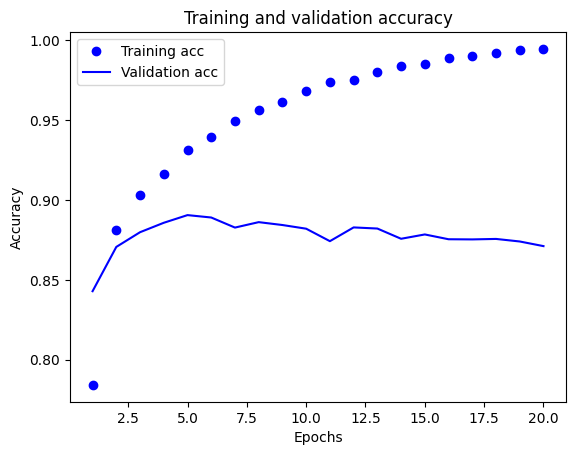 Training and validation accuracy
Training acc
Validation acc
Accuracy
1.00
0.95
0.90
0.85
0.80
2.5 5.0 7.5 10.0 12.5 15.0 17.5 20.0
Epochs